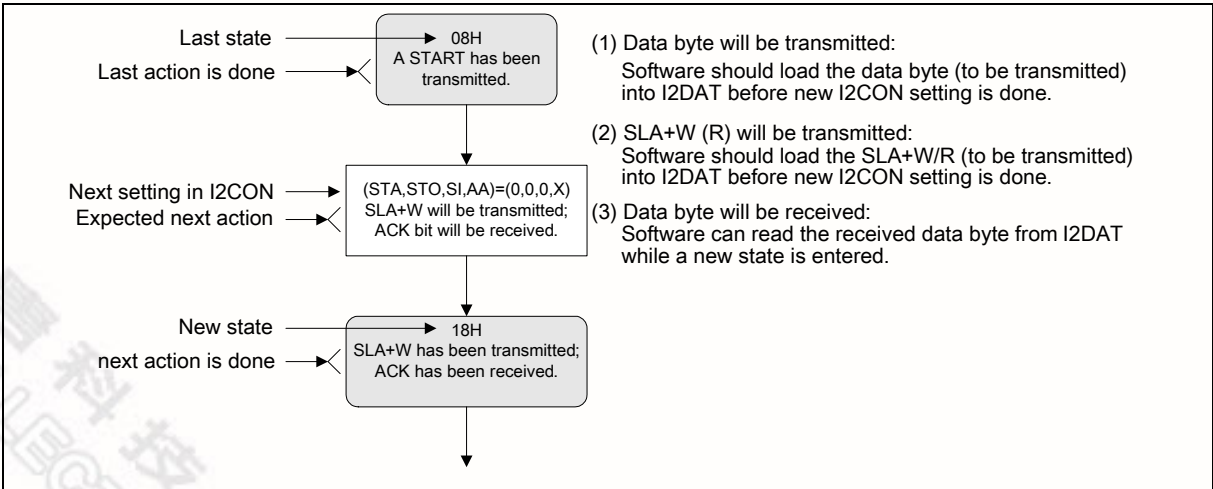 Last state
08H
Last action is done
A START has been
transmitted.
Next setting in I2CON
(STA,STO,SI,AA)=(0,0,0,X)
Expected next action
SLA+W will be transmitted;
ACK bit will be received.
New state
18H
next action is done
SLA+W has been transmitted;
ACK has been received.
(1) Data byte will be transmitted:
Software should load the data byte (to be transmitted)
into I2DAT before new I2CON setting is done.
(2) SLA+W (R) will be transmitted:
Software should load the SLA+W/R (to be transmitted)
into I2DAT before new I2CON setting is done.
(3) Data byte will be received:
Software can read the received data byte from I2DAT
while a new state is entered.